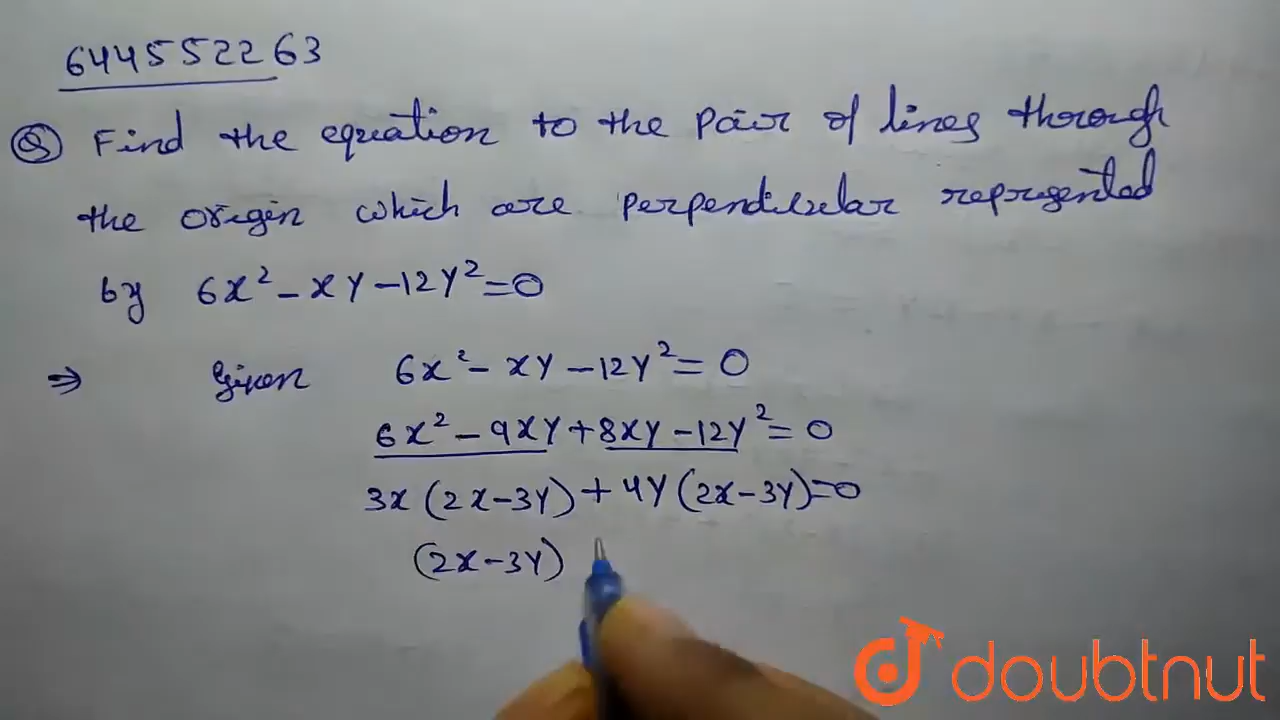 6445552263
Q Find the equation to the pair of lines through
the origin which are perpendicular represented
by 6x²-xy-12y²=0
⇒ Given 6x²-xy-12y²=0
6x²-9xy+8xy-12y²=0
3x(2x-3y)+4y(2x-3y)=0
(2x-3y)
doubtnut